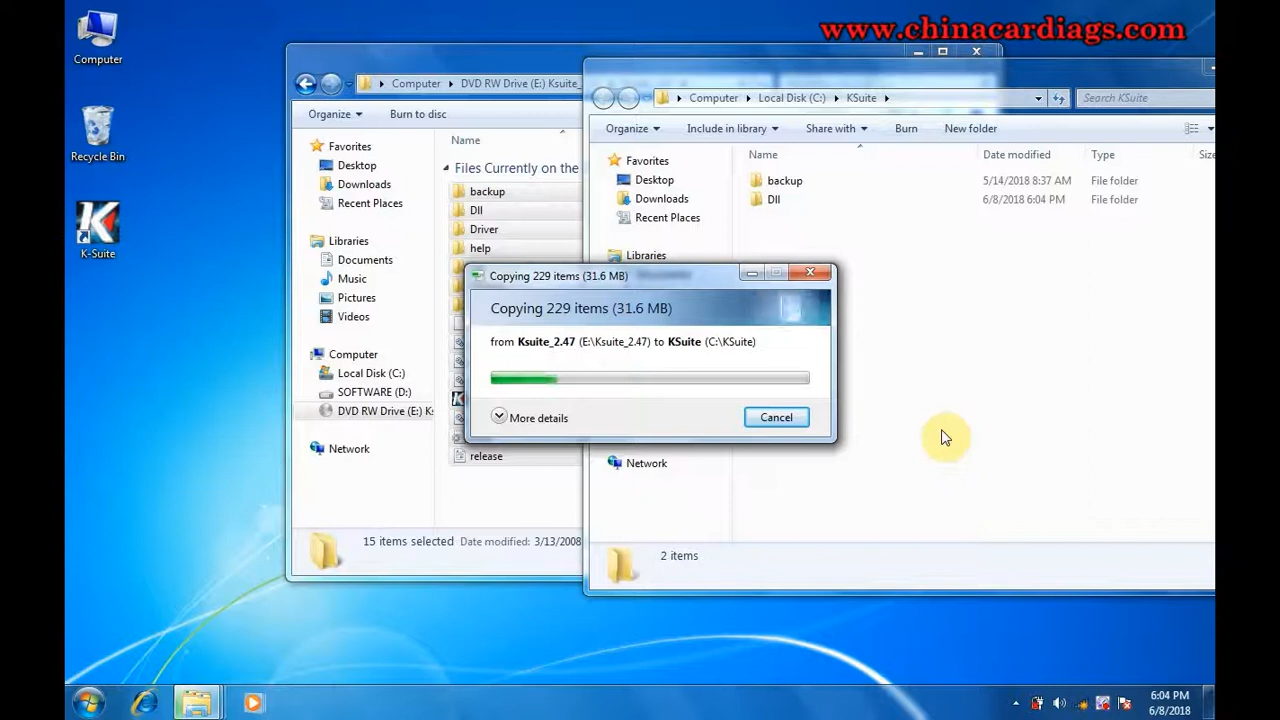 www.chinacardiags.com
Computer
Recycle Bin
K-Suite
Computer
DVD RW Drive (E:) Ksuite_
Organize
Burn to disc
Favorites
Desktop
Downloads
Recent Places
Libraries
Documents
Music
Pictures
Videos
Computer
Local Disk (C:)
SOFTWARE (D:)
DVD RW Drive (E:) Ks
Network
Name
Files Currently on the
backup
Dll
Driver
help
release
15 items selected
Date modified: 3/13/2008
Computer
Local Disk (C:)
KSuite
Search KSuite
Organize
Include in library
Share with
Burn
New folder
Favorites
Desktop
Downloads
Recent Places
Libraries
Network
Name
Date modified
Type
Size
backup
5/14/2018 8:37 AM
File folder
Dll
6/8/2018 6:04 PM
File folder
2 items
Copying 229 items (31.6 MB)
Copying 229 items (31.6 MB)
from Ksuite_2.47 (E:\Ksuite_2.47) to KSuite (C:\KSuite)
More details
Cancel
6:04 PM
6/8/2018